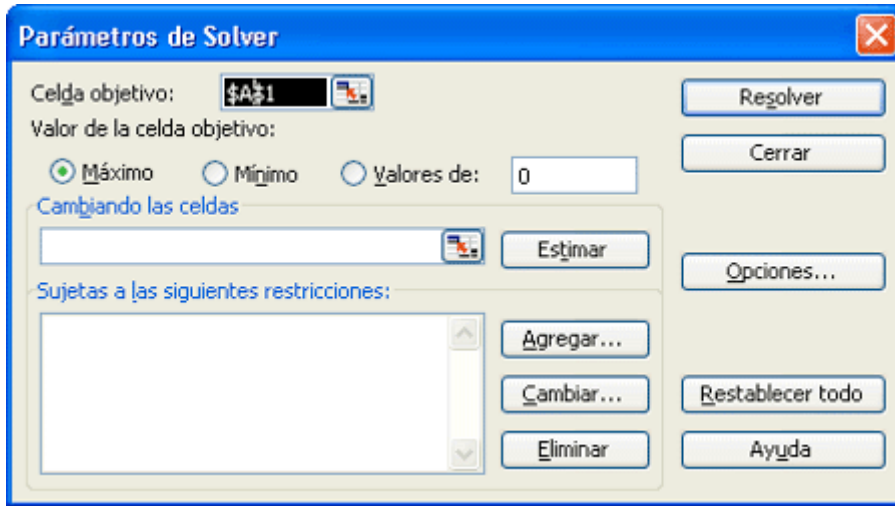 Parámetros de Solver
Celda objetivo: $A$1
Resolver
Valor de la celda objetivo:
Cerrar
Máximo Mínimo Valores de: 0
Cambiando las celdas
Estimar
Opciones...
Sujetas a las siguientes restricciones:
Agregar...
Cambiar... Restablecer todo
Eliminar Ayuda